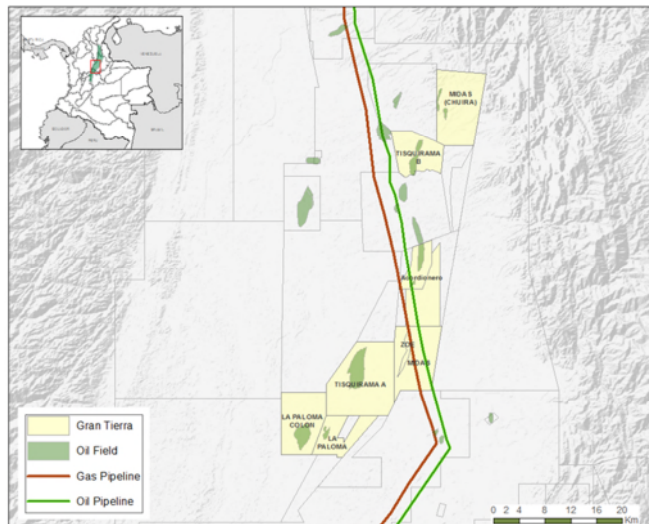 MIDAS
(CHUIRA)
TISQUIRAMA
B
Acordionero
ZOE
MIDAS
TISQUIRAMA A
LA PALOMA
COLON
LA
PALOMA
Gran Tierra
Oil Field
Gas Pipeline
Oil Pipeline
0 2 4 8 12 16 20
Km